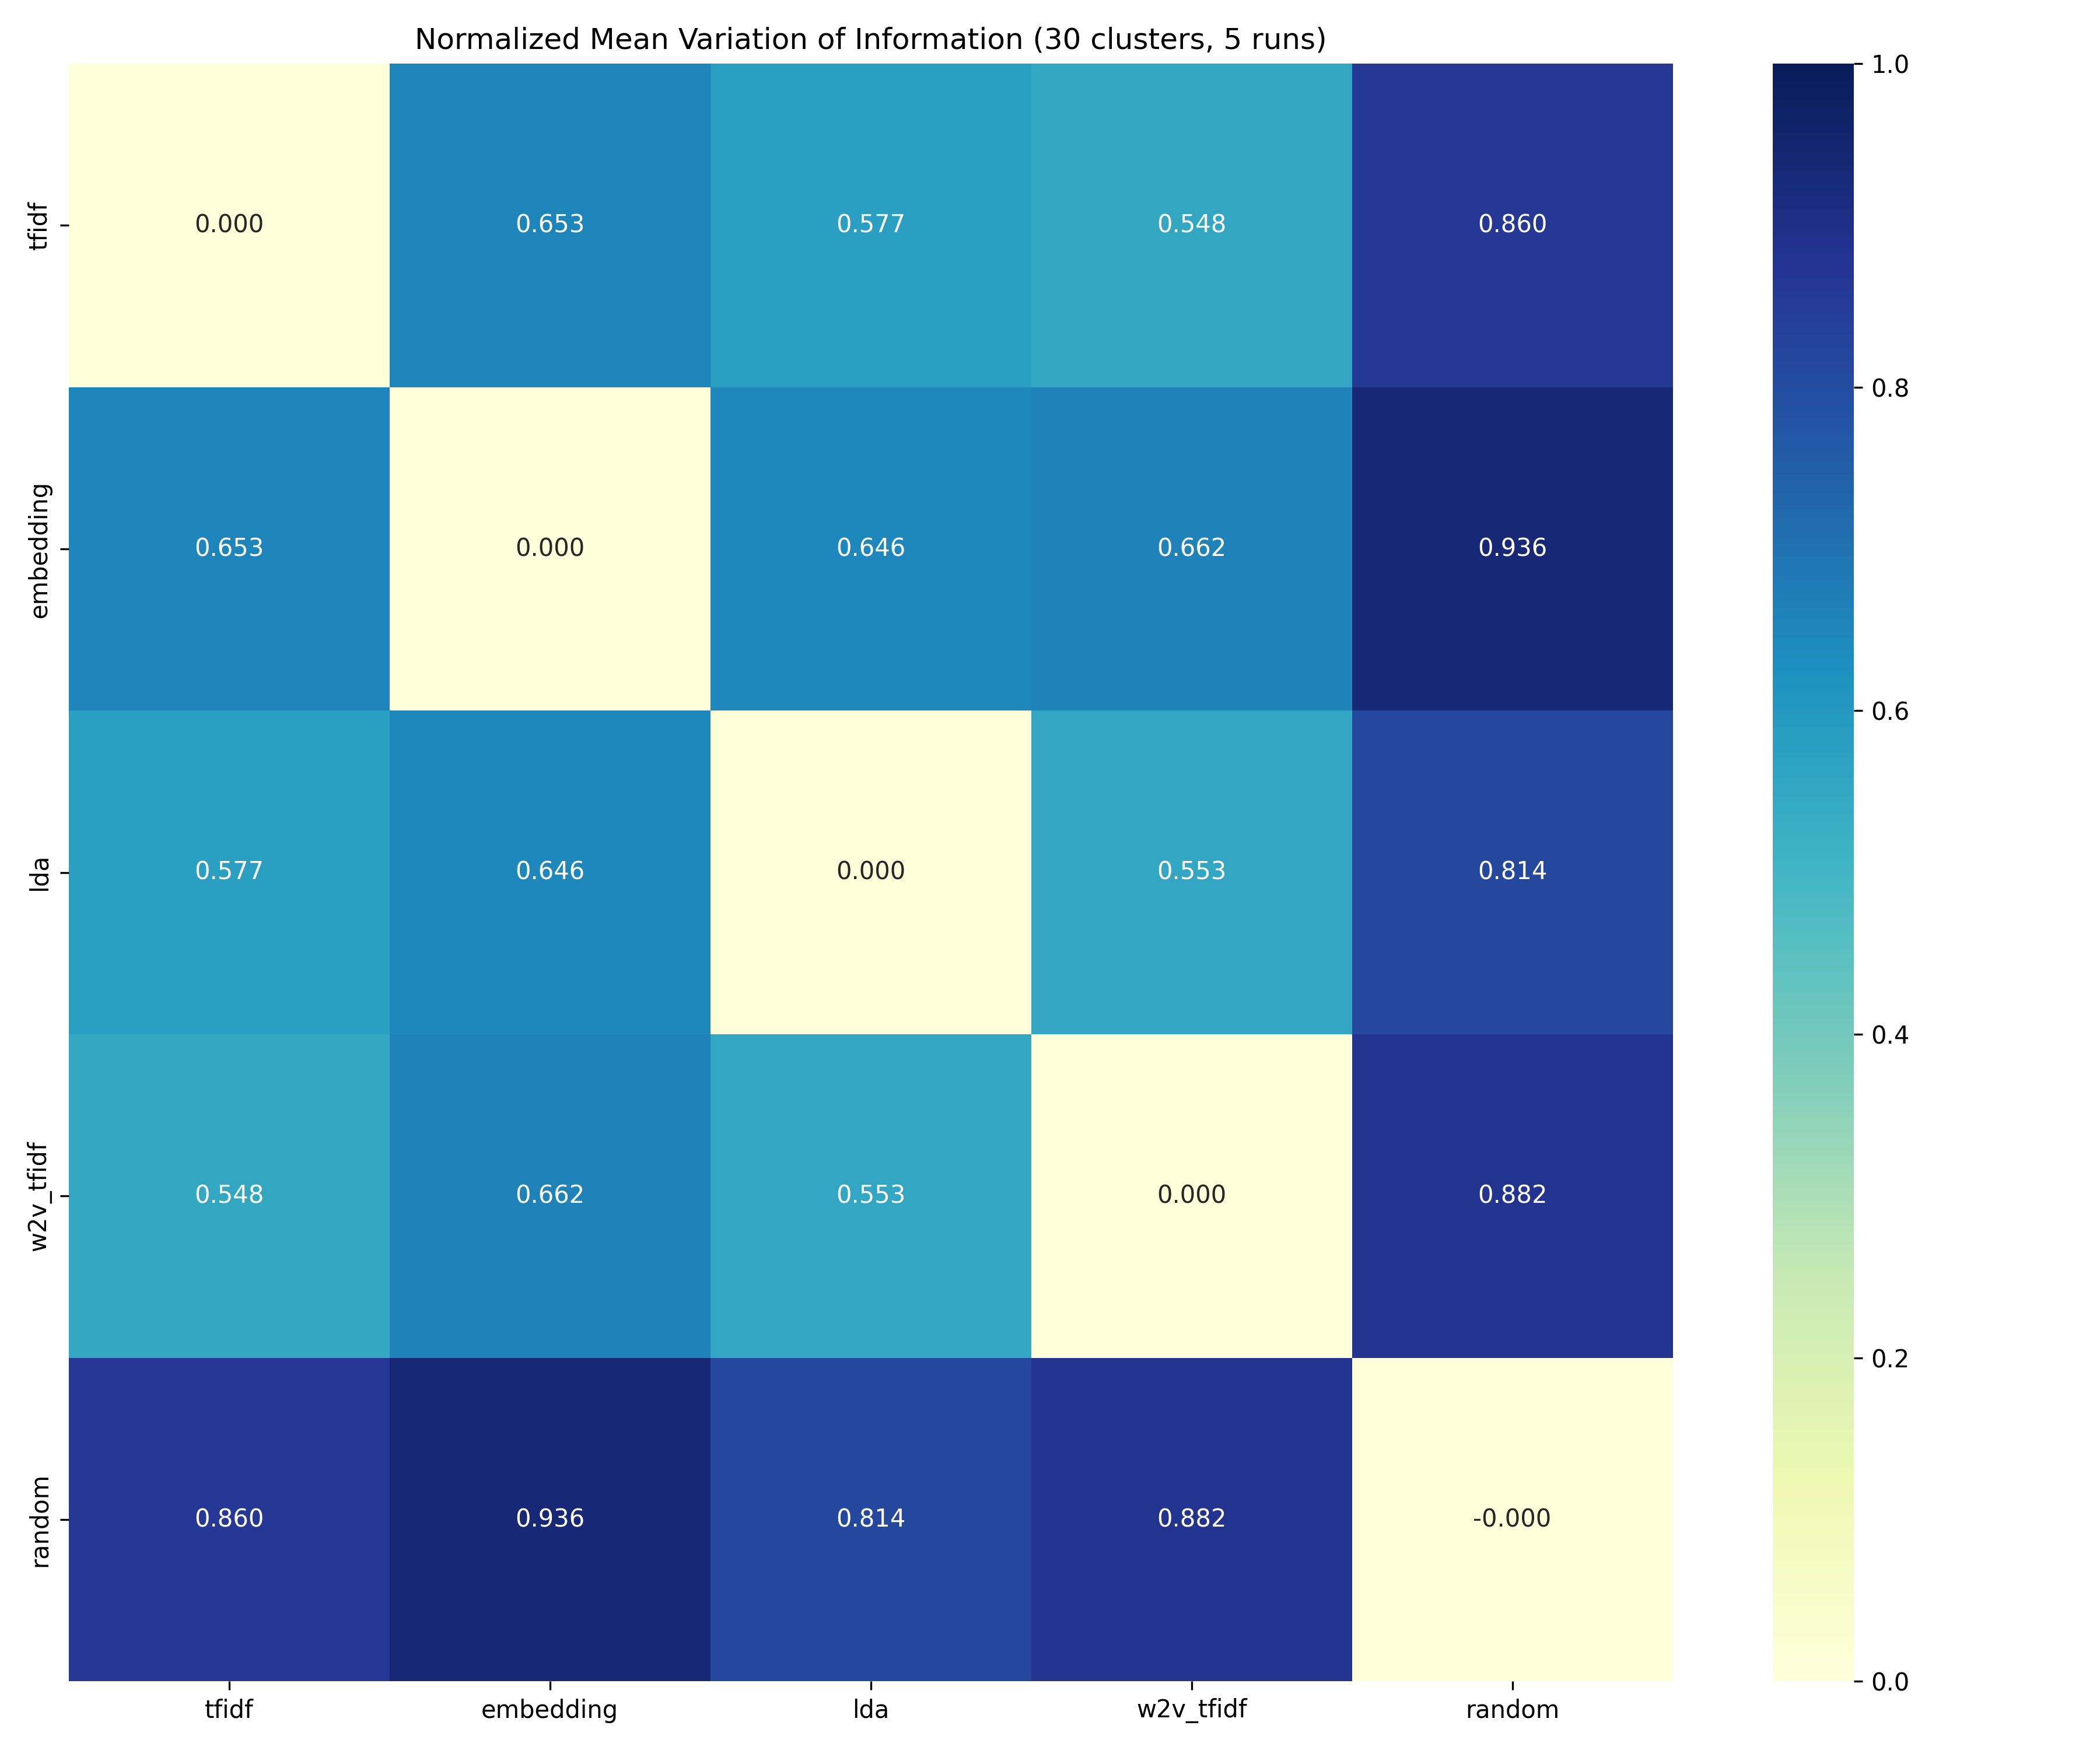 Normalized Mean Variation of Information (30 clusters, 5 runs)
tfidf 0.000 0.653 0.577 0.548 0.860
embedding 0.653 0.000 0.646 0.662 0.936
lda 0.577 0.646 0.000 0.553 0.814
w2v_tfidf 0.548 0.662 0.553 0.000 0.882
random 0.860 0.936 0.814 0.882 -0.000
tfidf embedding lda w2v_tfidf random
1.0
0.8
0.6
0.4
0.2
0.0